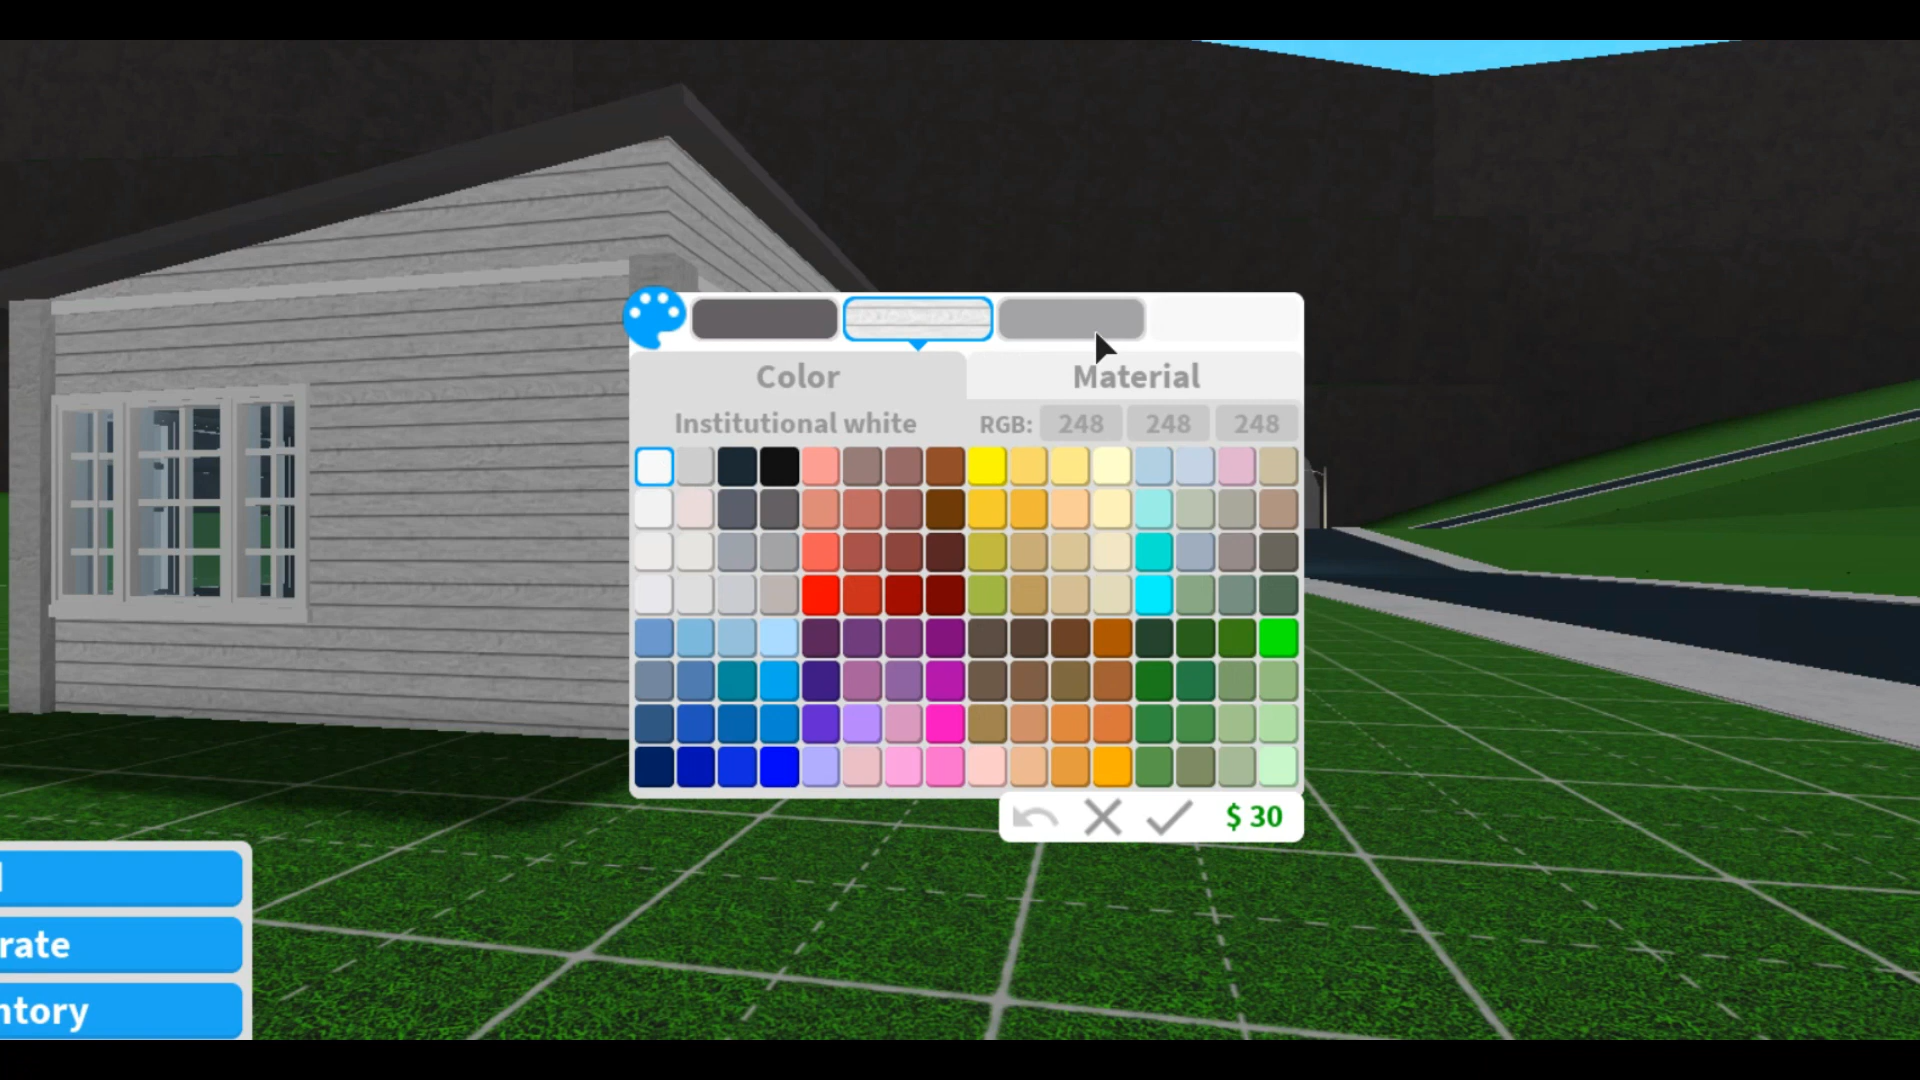 Color
Material
Institutional white
RGB: 248 248 248
$ 30
rate
ntory